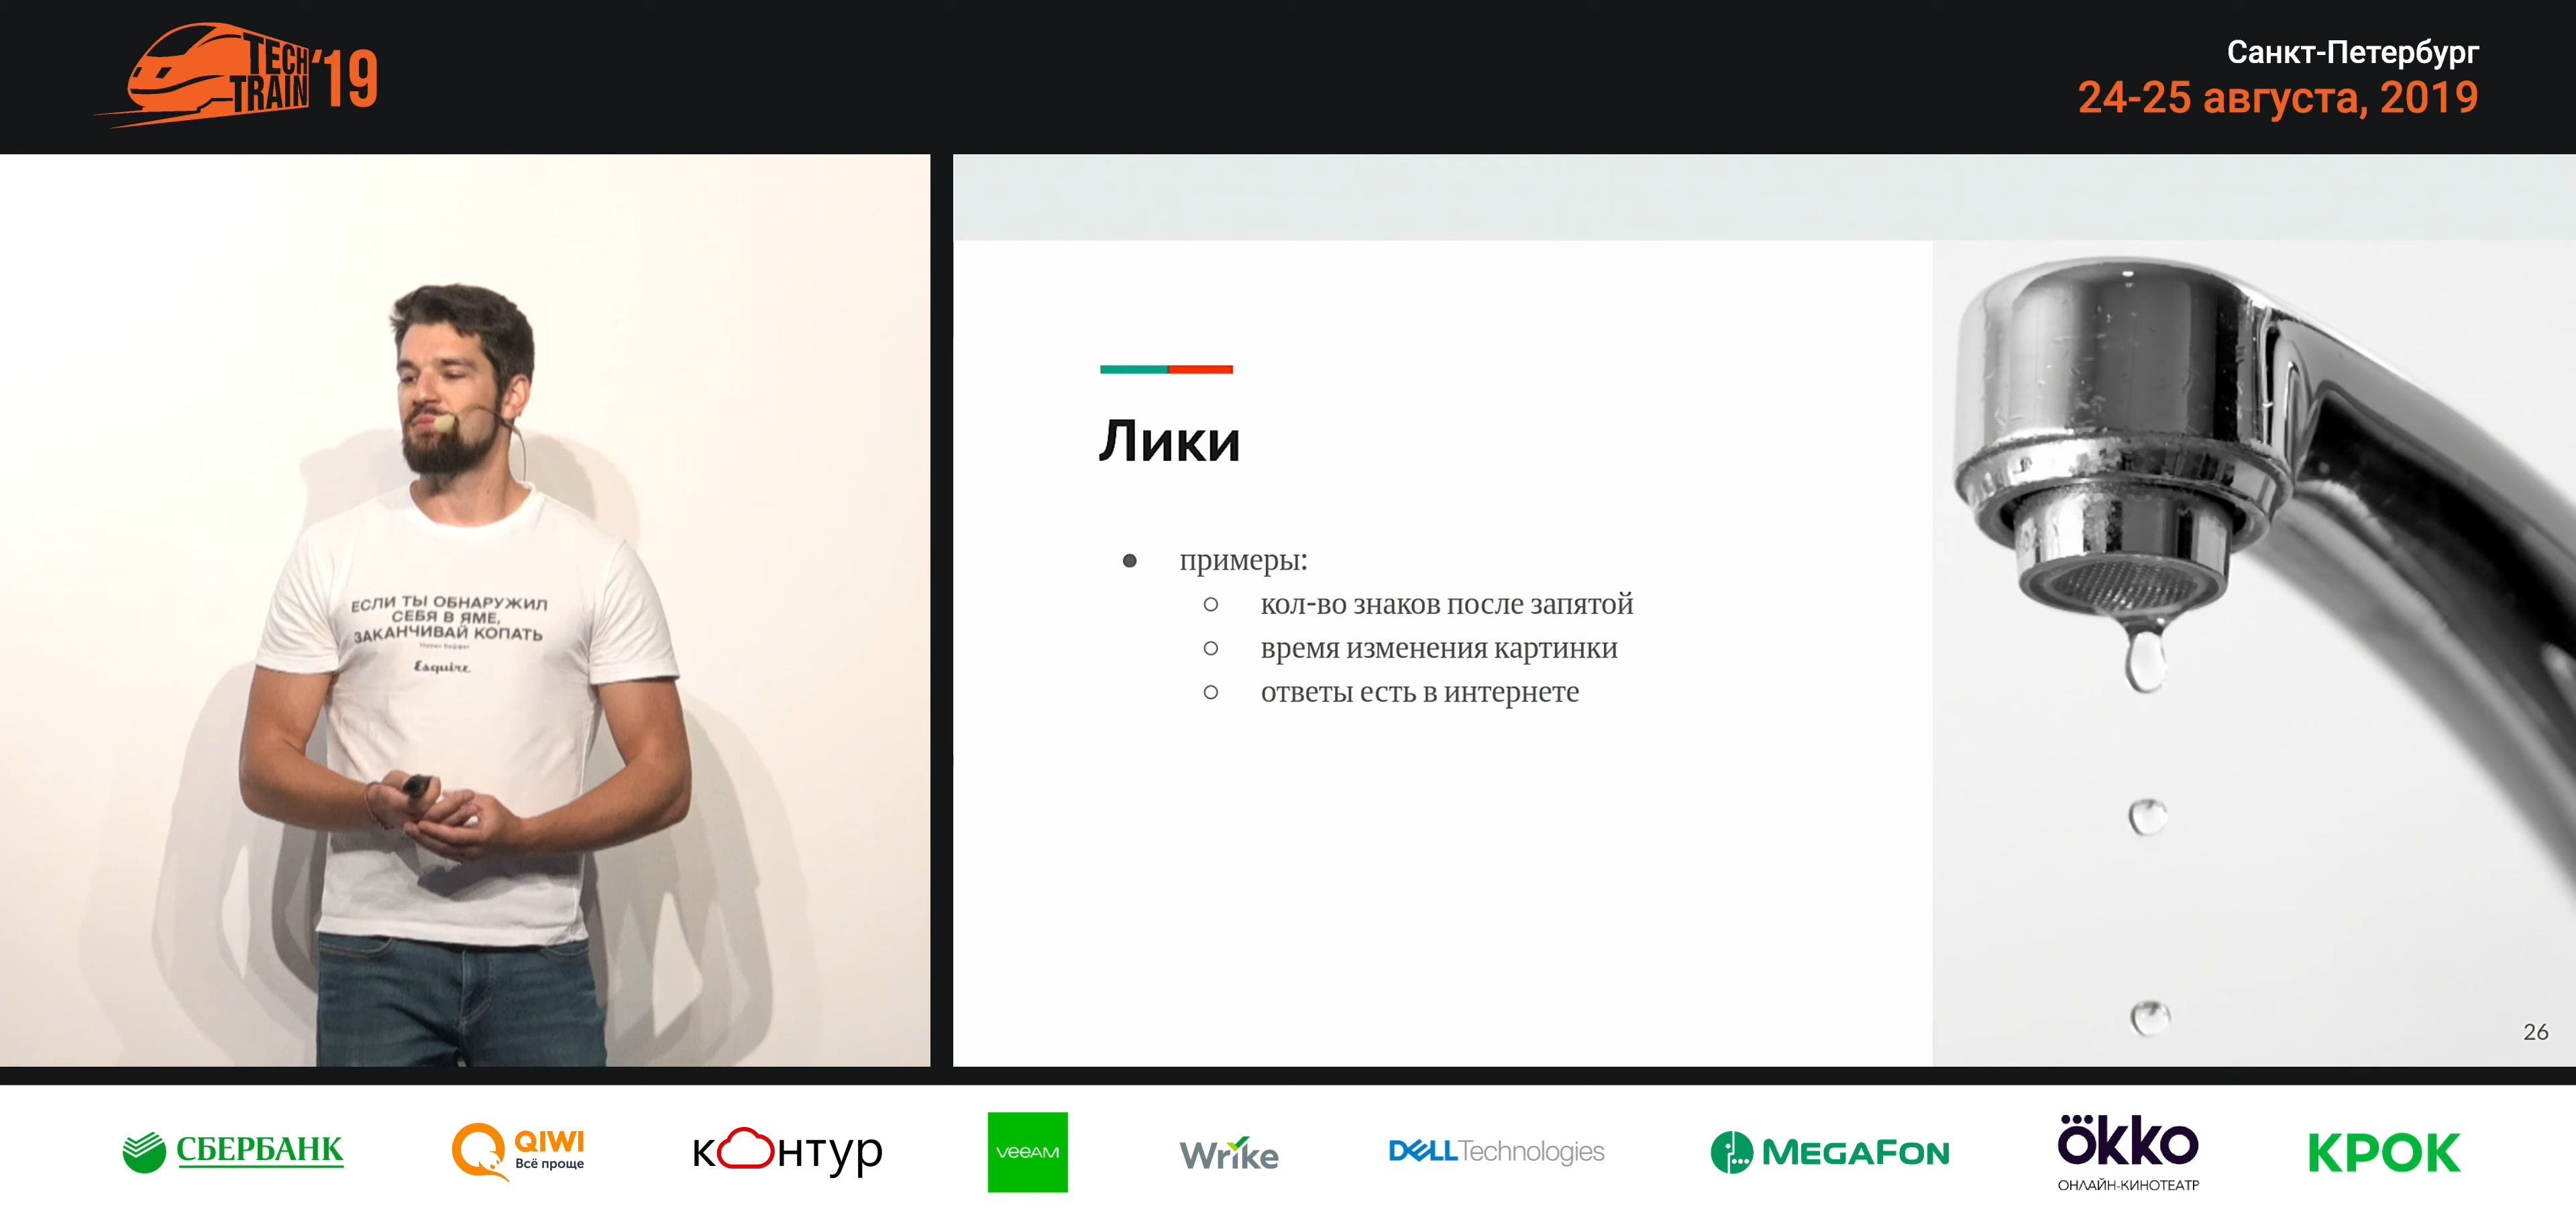 TECH
TRAIN'19
Санкт-Петербург
24-25 августа, 2019
ЕСЛИ ТЫ ОБНАРУЖИЛ
СЕБЯ В ЯМЕ,
ЗАКАНЧИВАЙ КОПАТЬ
Esquire
Лики
примеры:
кол-во знаков после запятой
время изменения картинки
ответы есть в интернете
26
СБЕРБАНК
QIWI
Всё проще
контур
veeam
Wrike
DELL Technologies
MEGAFON
ökko
ОНЛАЙН-КИНОТЕАТР
КРОК